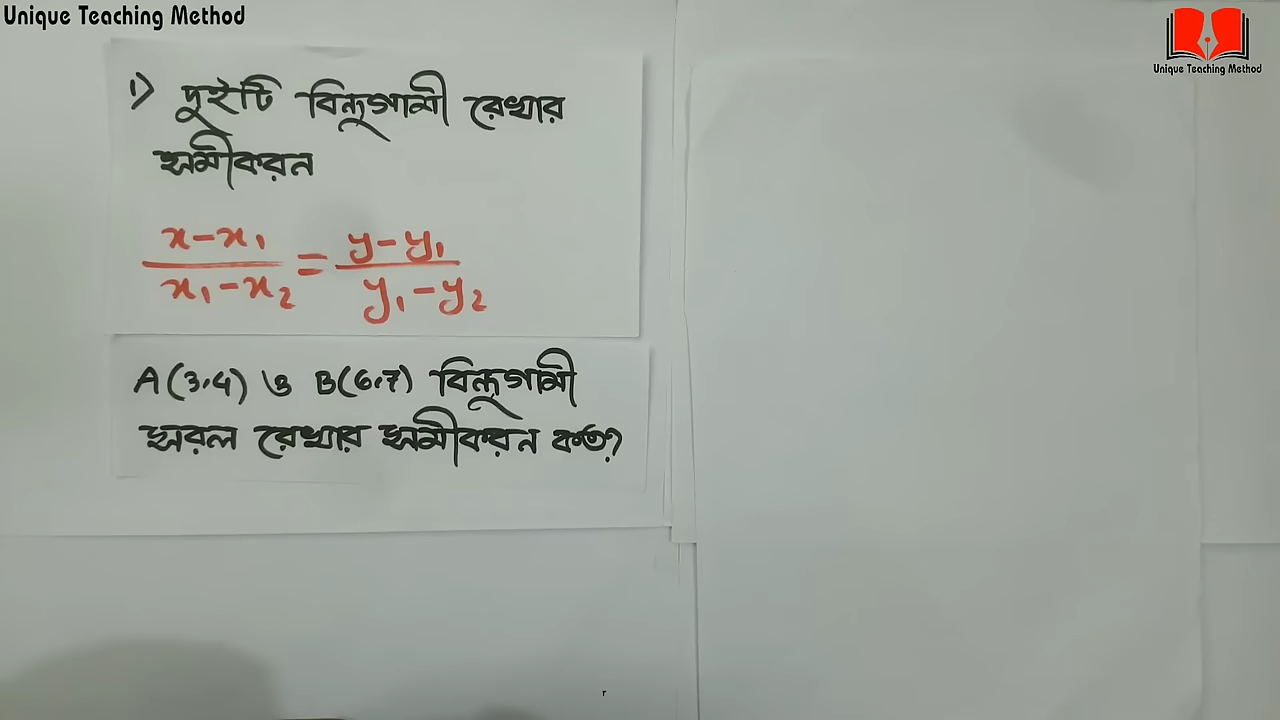 Unique Teaching Method
Unique Teaching Method
১) দুইটি বিন্দুগামী রেখার
সমীকরন
x-x₁ / x₁-x₂ = y-y₁ / y₁-y₂
A(3,4) ও B(6,7) বিন্দুগামী
সরল রেখার সমীকরন কত?